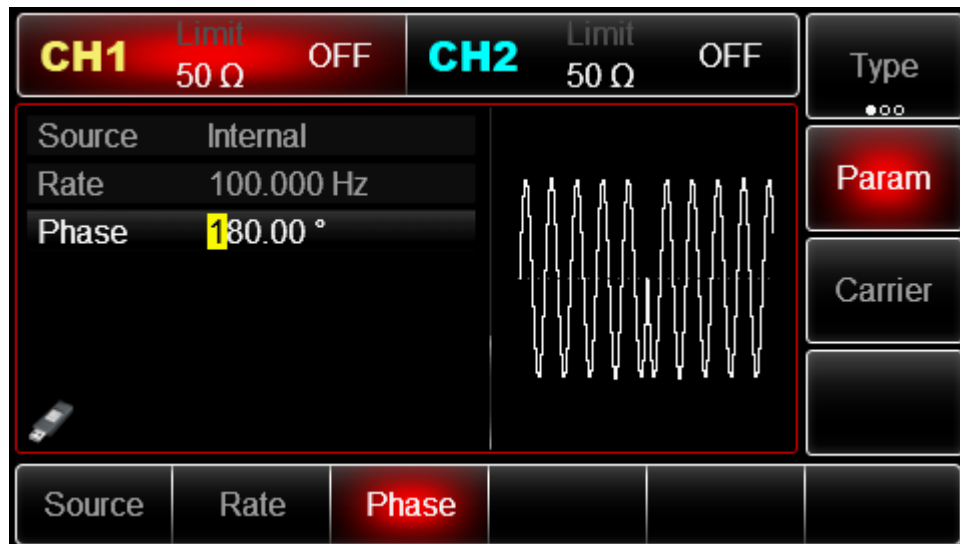 CH1 Limit 50 Ω OFF
CH2 Limit 50 Ω OFF
Type
Source Internal
Rate 100.000 Hz
Phase 180.00 °
Param
Carrier
Source Rate Phase